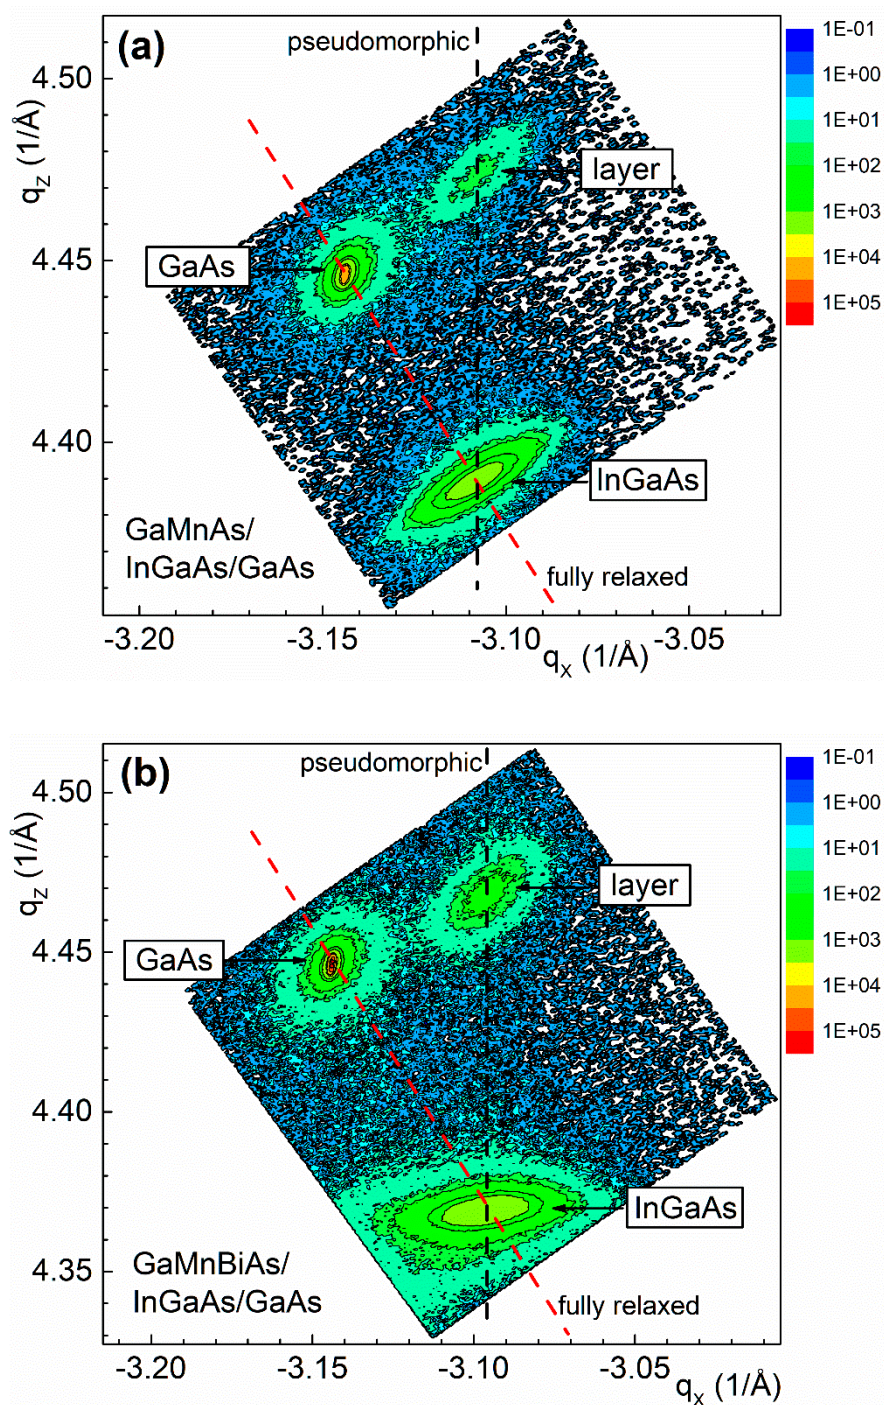 (a)
pseudomorphic
q_z (1/Å)
4.50
4.45
4.40
layer
GaAs
InGaAs
GaMnAs/
InGaAs/GaAs
fully relaxed
-3.20
-3.15
-3.10
-3.05
q_x (1/Å)
1E-01
1E+00
1E+01
1E+02
1E+03
1E+04
1E+05
(b)
pseudomorphic
q_z (1/Å)
4.50
4.45
4.40
4.35
layer
GaAs
InGaAs
GaMnBiAs/
InGaAs/GaAs
fully relaxed
-3.20
-3.15
-3.10
-3.05
q_x (1/Å)
1E-01
1E+00
1E+01
1E+02
1E+03
1E+04
1E+05